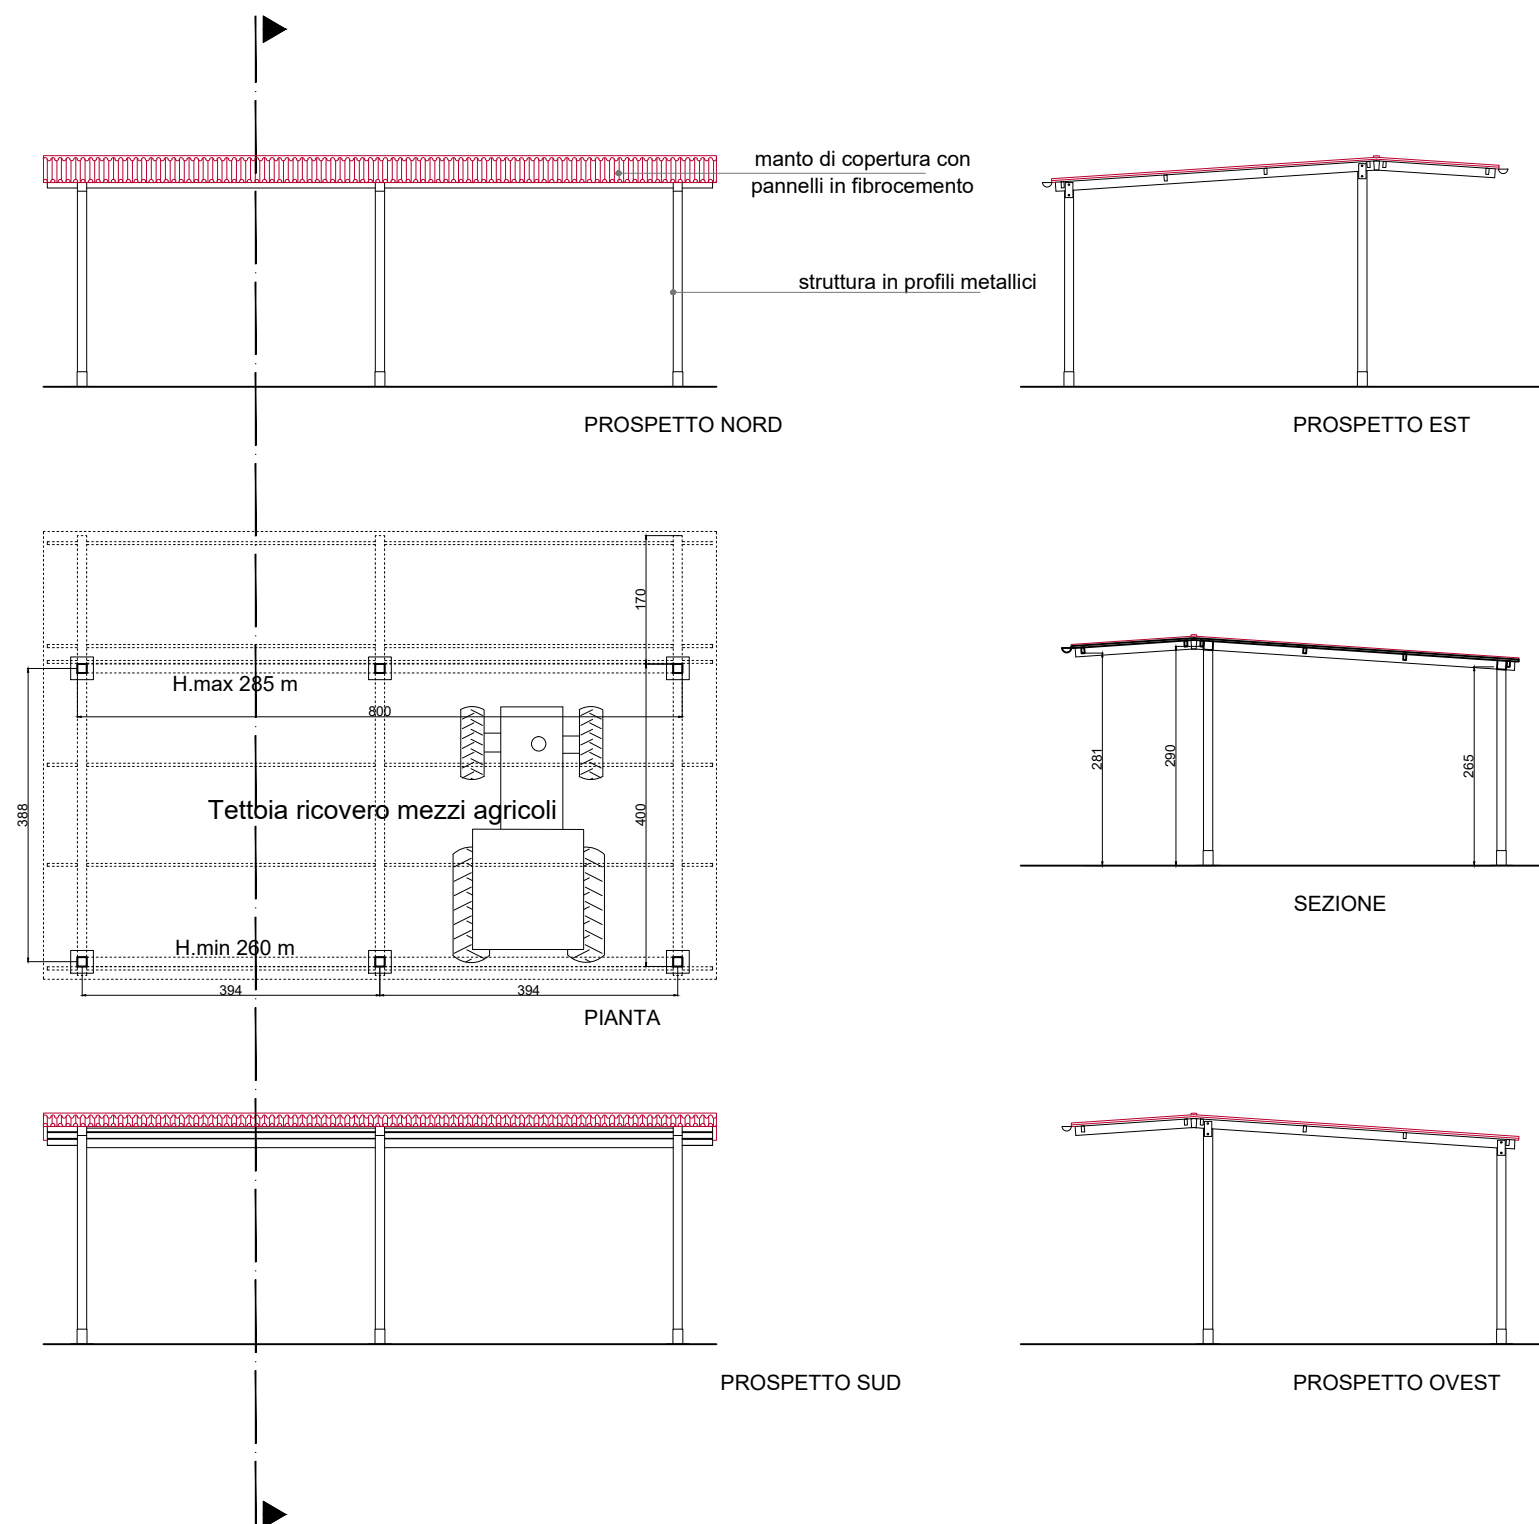 manto di copertura con
pannelli in fibrocemento
struttura in profili metallici
PROSPETTO NORD
PROSPETTO EST
170
H.max 285 m
800
388
Tettoia ricovero mezzi agricoli
400
H.min 260 m
394
394
PIANTA
281
290
265
SEZIONE
PROSPETTO SUD
PROSPETTO OVEST